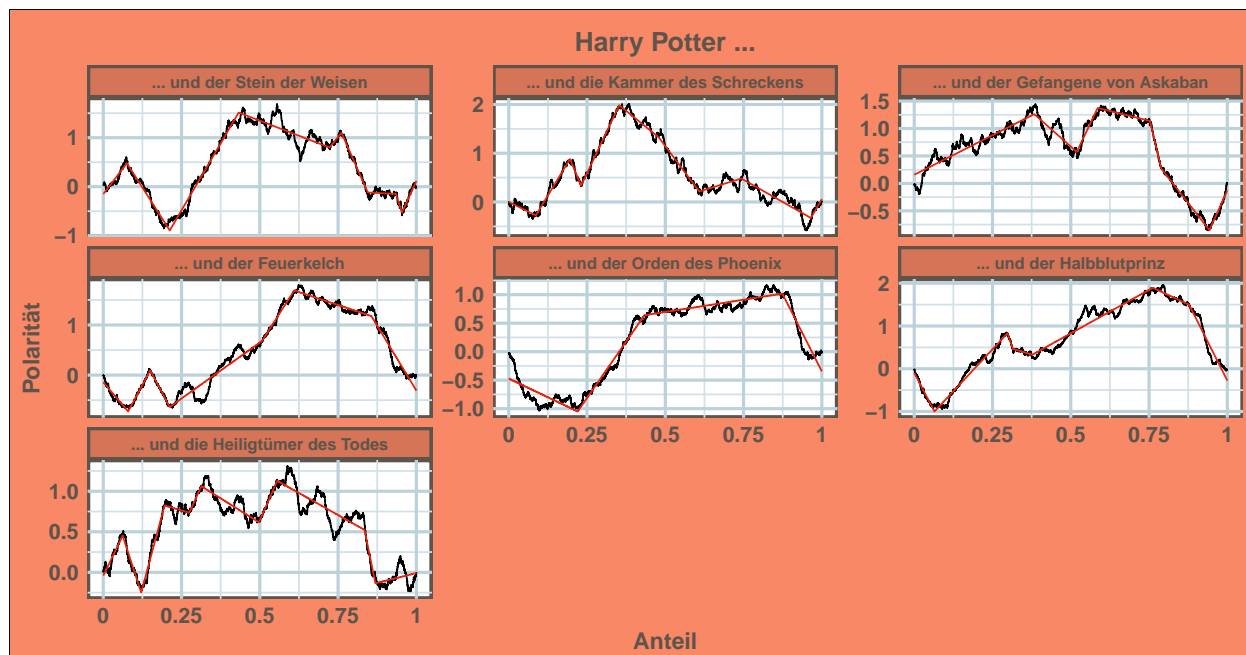 Harry Potter ...
... und der Stein der Weisen
... und die Kammer des Schreckens
... und der Gefangene von Askaban
1
0
−1
2
1
0
1.5
1.0
0.5
0.0
−0.5
... und der Feuerkelch
... und der Orden des Phoenix
... und der Halbblutprinz
Polarität
1
0
1.0
0.5
0.0
−0.5
−1.0
2
1
0
−1
0 0.25 0.5 0.75 1
0 0.25 0.5 0.75 1
... und die Heiligtümer des Todes
1.0
0.5
0.0
0 0.25 0.5 0.75 1
Anteil